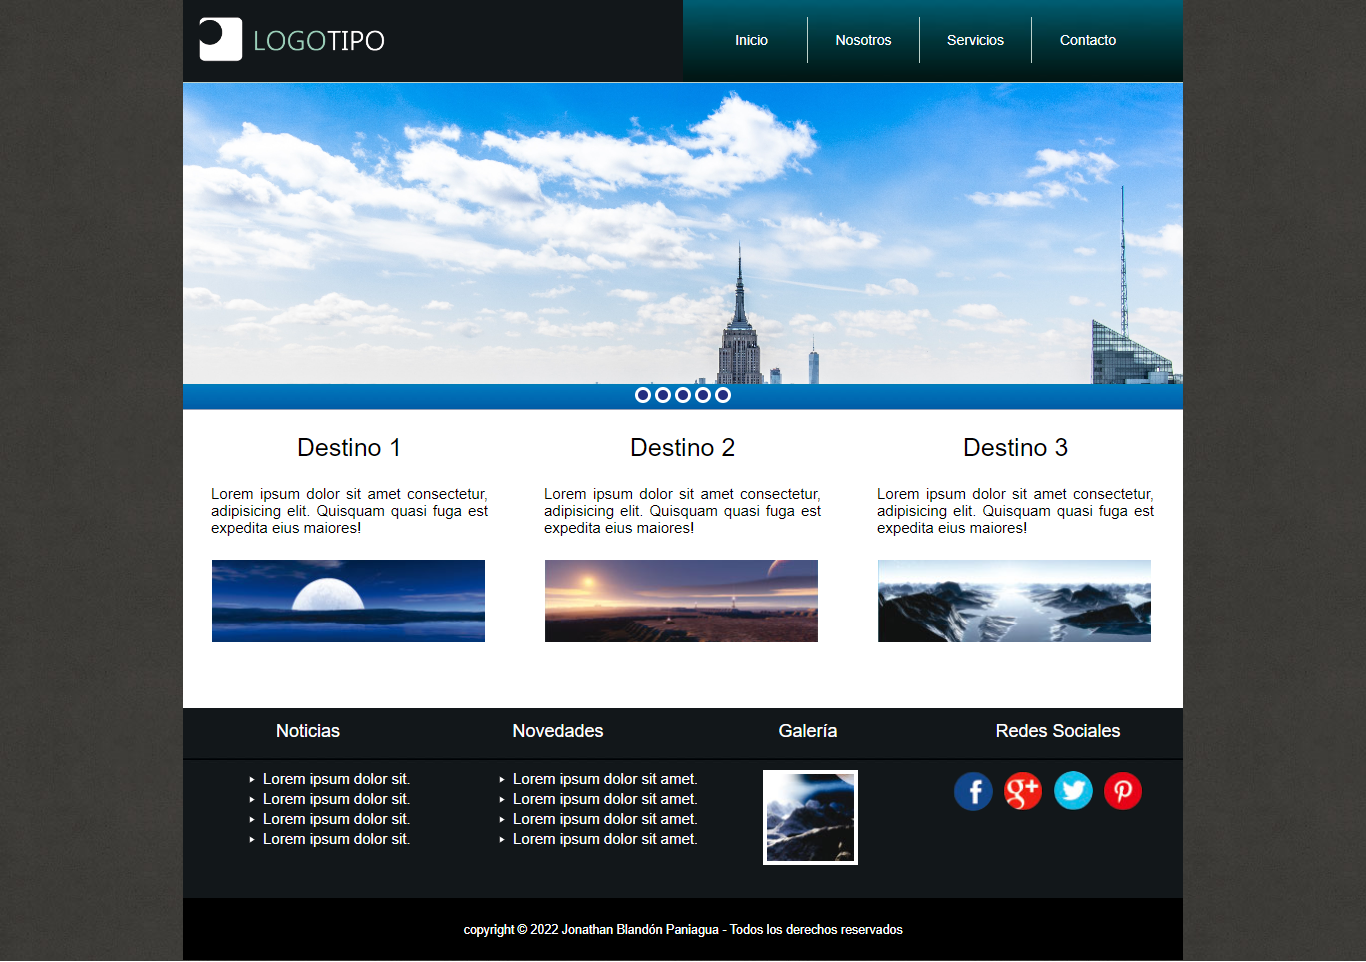 LOGOTIPO
Inicio
Nosotros
Servicios
Contacto
Destino 1
Lorem ipsum dolor sit amet consectetur,
adipisicing elit. Quisquam quasi fuga est
expedita eius maiores!
Destino 2
Lorem ipsum dolor sit amet consectetur,
adipisicing elit. Quisquam quasi fuga est
expedita eius maiores!
Destino 3
Lorem ipsum dolor sit amet consectetur,
adipisicing elit. Quisquam quasi fuga est
expedita eius maiores!
Noticias
Lorem ipsum dolor sit.
Lorem ipsum dolor sit.
Lorem ipsum dolor sit.
Lorem ipsum dolor sit.
Novedades
Lorem ipsum dolor sit amet.
Lorem ipsum dolor sit amet.
Lorem ipsum dolor sit amet.
Lorem ipsum dolor sit amet.
Galería
Redes Sociales
copyright © 2022 Jonathan Blandón Paniagua - Todos los derechos reservados